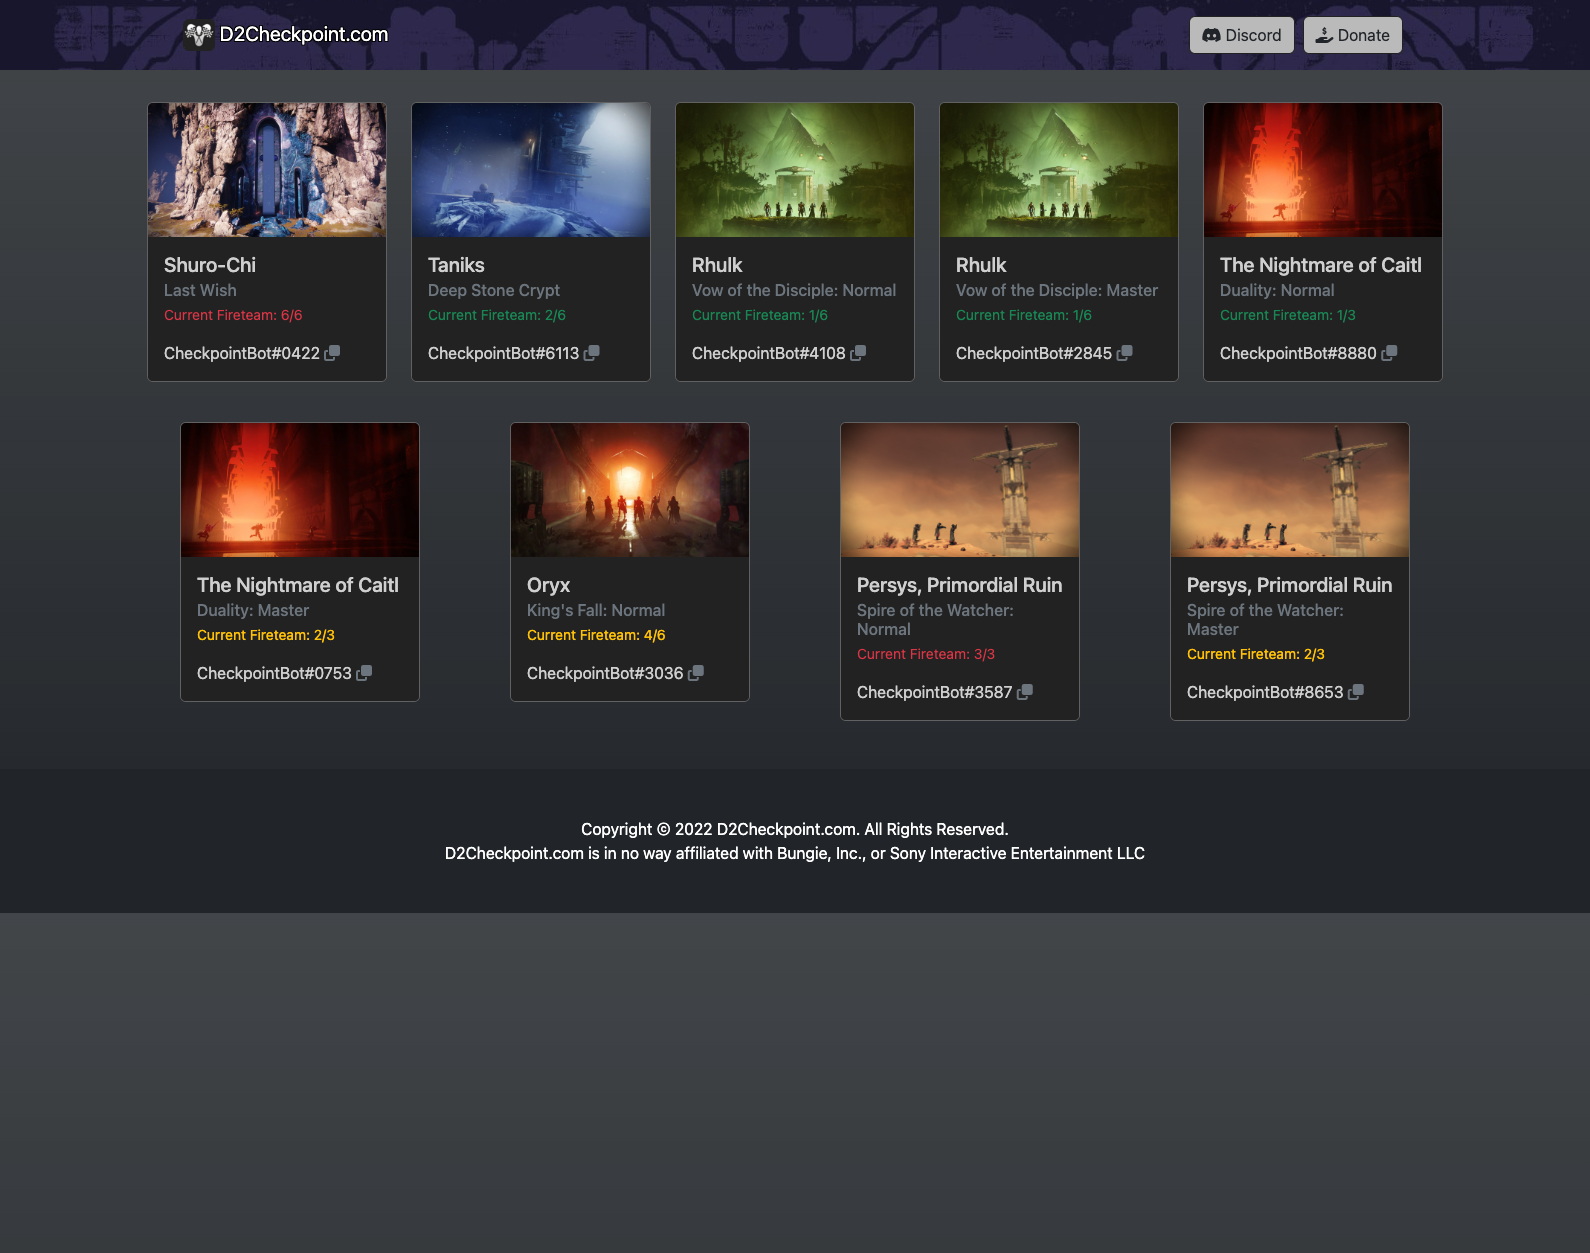 D2Checkpoint.com
Discord
Donate
Shuro-Chi
Last Wish
Current Fireteam: 6/6
CheckpointBot#0422
Taniks
Deep Stone Crypt
Current Fireteam: 2/6
CheckpointBot#6113
Rhulk
Vow of the Disciple: Normal
Current Fireteam: 1/6
CheckpointBot#4108
Rhulk
Vow of the Disciple: Master
Current Fireteam: 1/6
CheckpointBot#2845
The Nightmare of Caitl
Duality: Normal
Current Fireteam: 1/3
CheckpointBot#8880
The Nightmare of Caitl
Duality: Master
Current Fireteam: 2/3
CheckpointBot#0753
Oryx
King's Fall: Normal
Current Fireteam: 4/6
CheckpointBot#3036
Persys, Primordial Ruin
Spire of the Watcher:
Normal
Current Fireteam: 3/3
CheckpointBot#3587
Persys, Primordial Ruin
Spire of the Watcher:
Master
Current Fireteam: 2/3
CheckpointBot#8653
Copyright © 2022 D2Checkpoint.com. All Rights Reserved.
D2Checkpoint.com is in no way affiliated with Bungie, Inc., or Sony Interactive Entertainment LLC